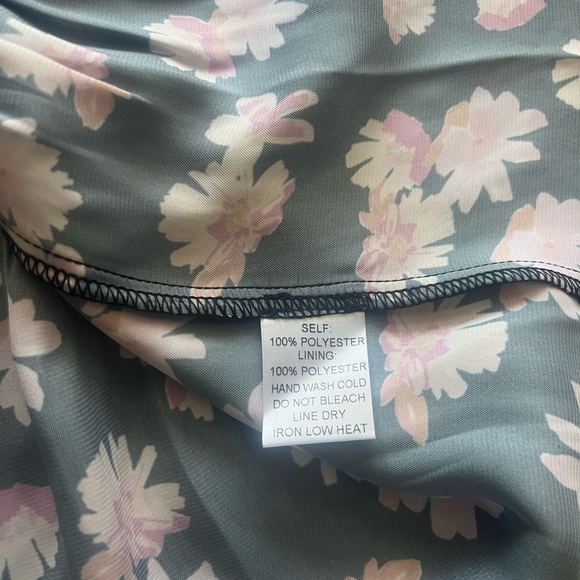 SELF:
100% POLYESTER
LINING:
100% POLYESTER
HAND WASH COLD
DO NOT BLEACH
LINE DRY
IRON LOW HEAT